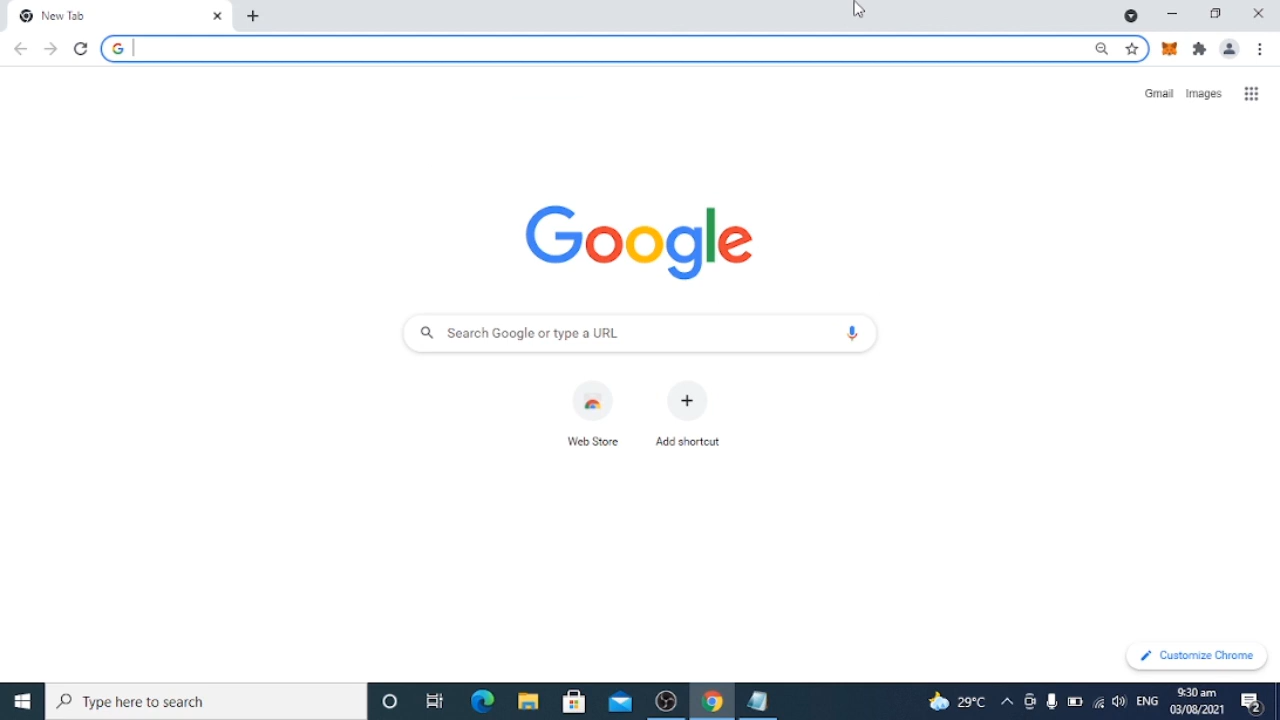 New Tab
Gmail Images
Google
Search Google or type a URL
Web Store
Add shortcut
Customize Chrome
Type here to search
29°C
ENG
9:30 am
03/08/2021
2